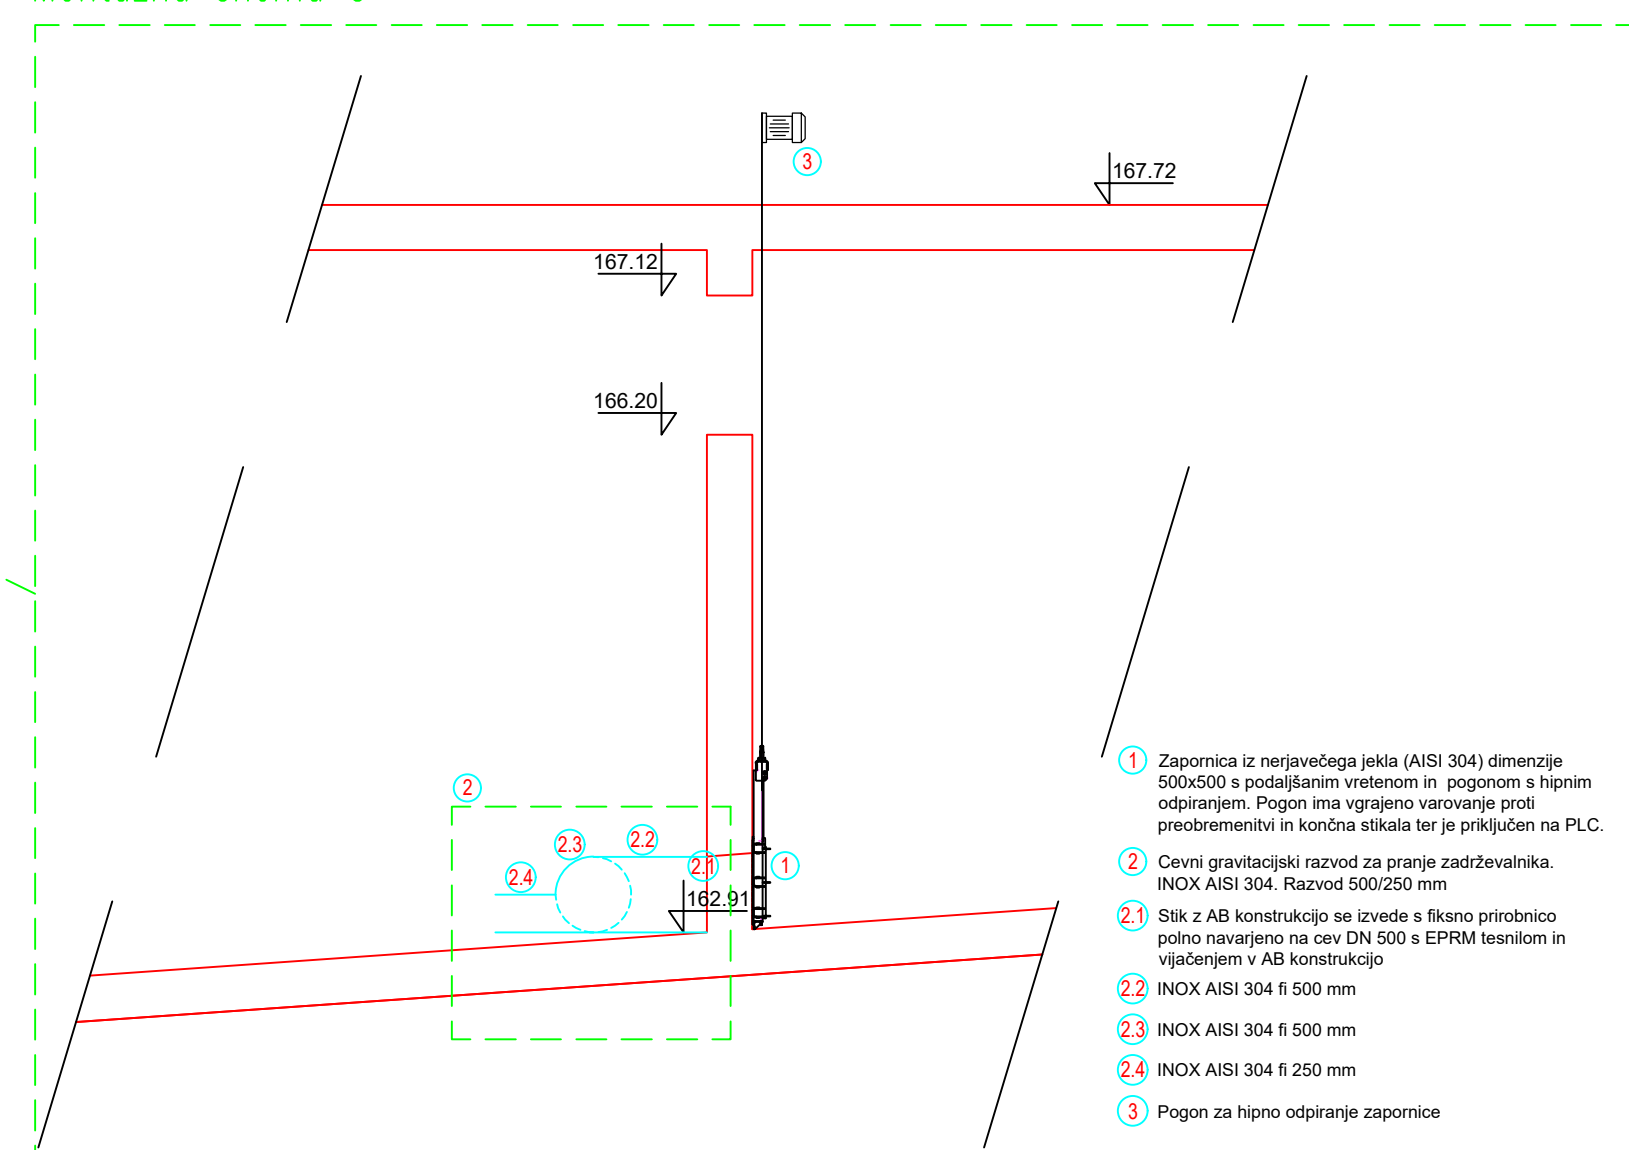 3
167.72
167.12
166.20
2
2.3
2.2
2.1
2.4
1
162.91
1 Zapornica iz nerjavečega jekla (AISI 304) dimenzije
500x500 s podaljšanim vretenom in pogonom s hipnim
odpiranjem. Pogon ima vgrajeno varovanje proti
preobremenitvi in končna stikala ter je priključen na PLC.
2 Cevni gravitacijski razvod za pranje zadrževalnika.
INOX AISI 304. Razvod 500/250 mm
2.1 Stik z AB konstrukcijo se izvede s fiksno prirobnico
polno navarjeno na cev DN 500 s EPRM tesnilom in
vijačenjem v AB konstrukcijo
2.2 INOX AISI 304 fi 500 mm
2.3 INOX AISI 304 fi 500 mm
2.4 INOX AISI 304 fi 250 mm
3 Pogon za hipno odpiranje zapornice